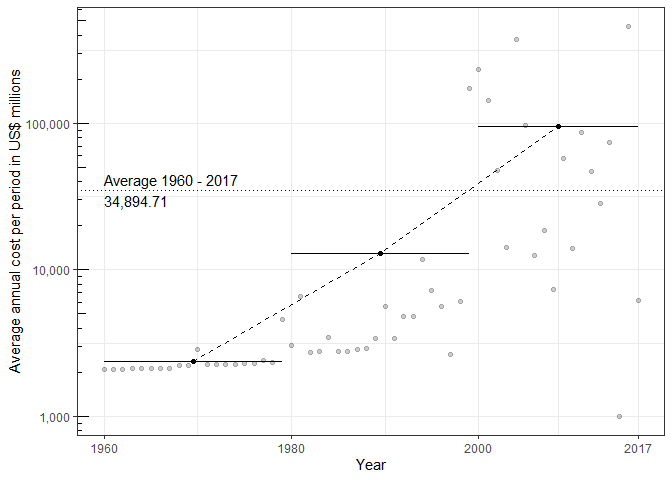 Average annual cost per period in US$ millions
100,000
10,000
1,000
Average 1960 - 2017
34,894.71
1960
1980
2000
2017
Year